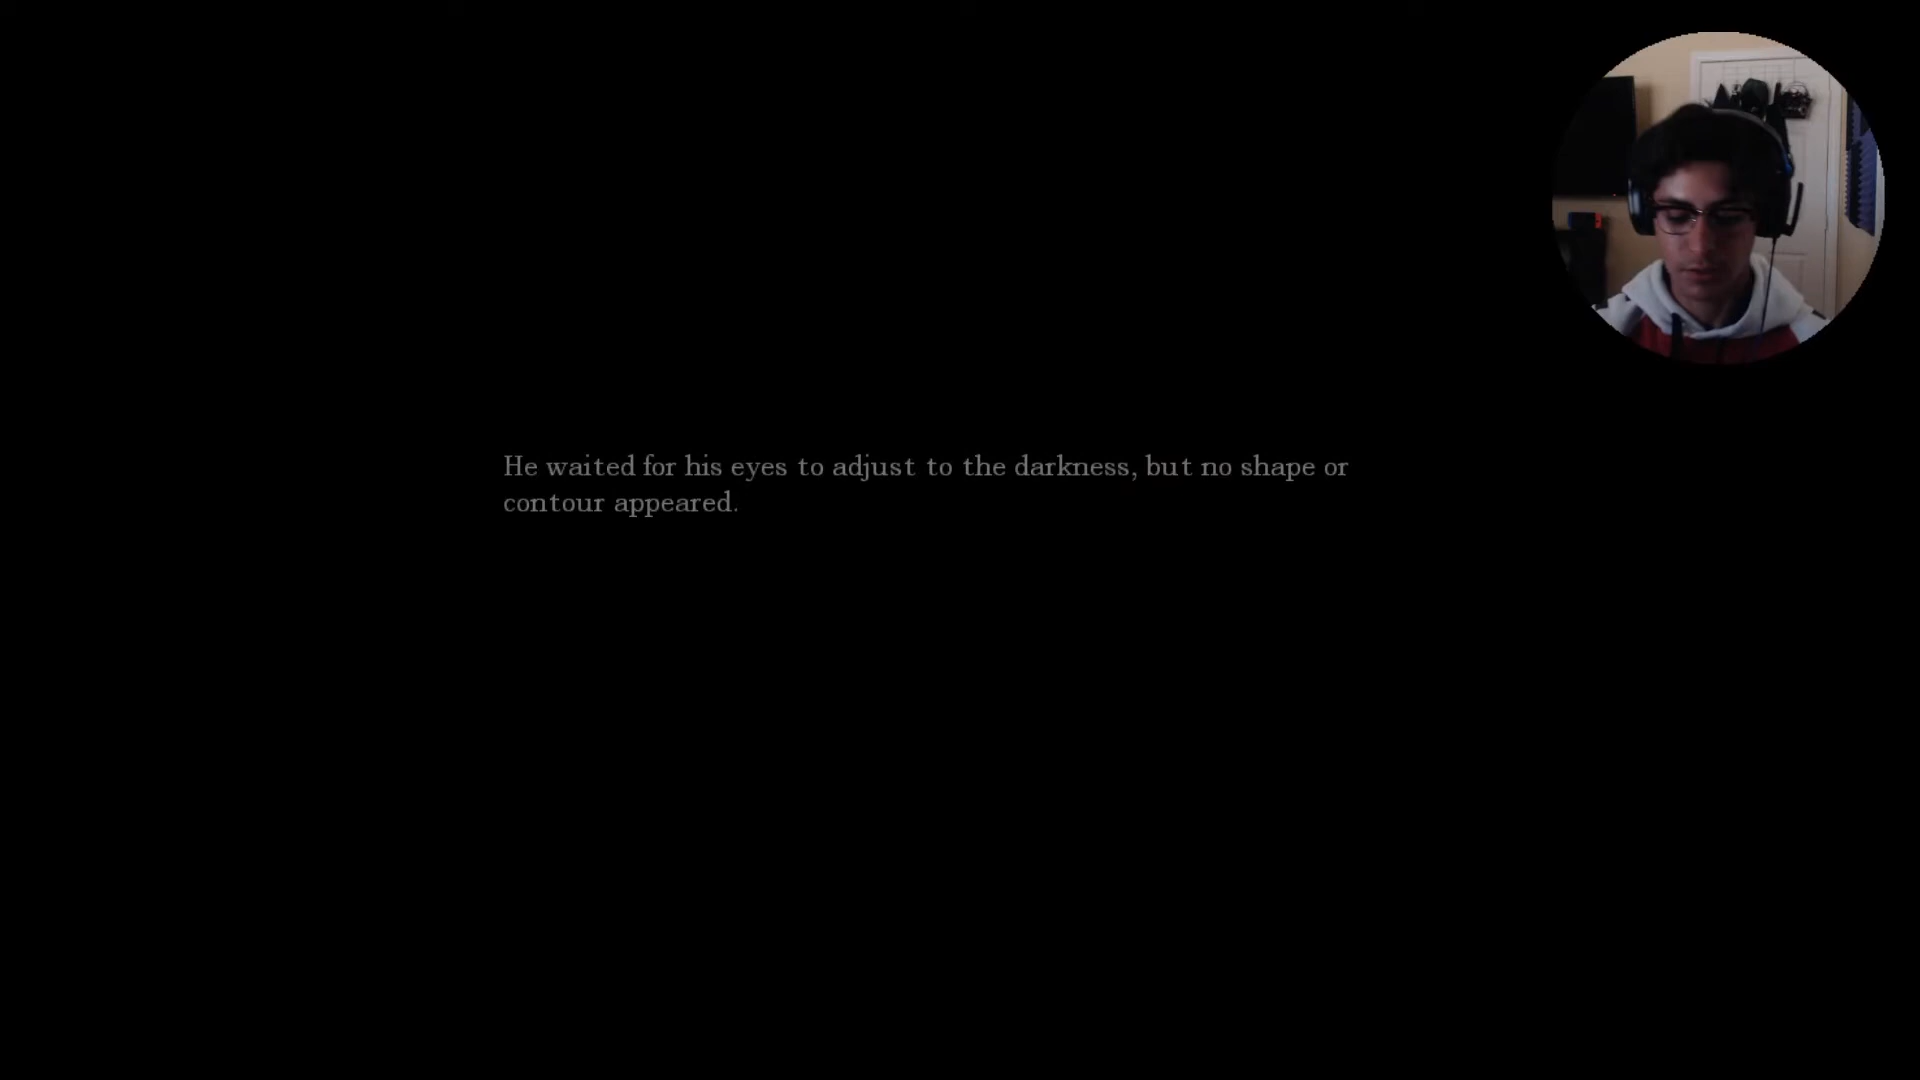 He waited for his eyes to adjust to the darkness, but no shape or
contour appeared.